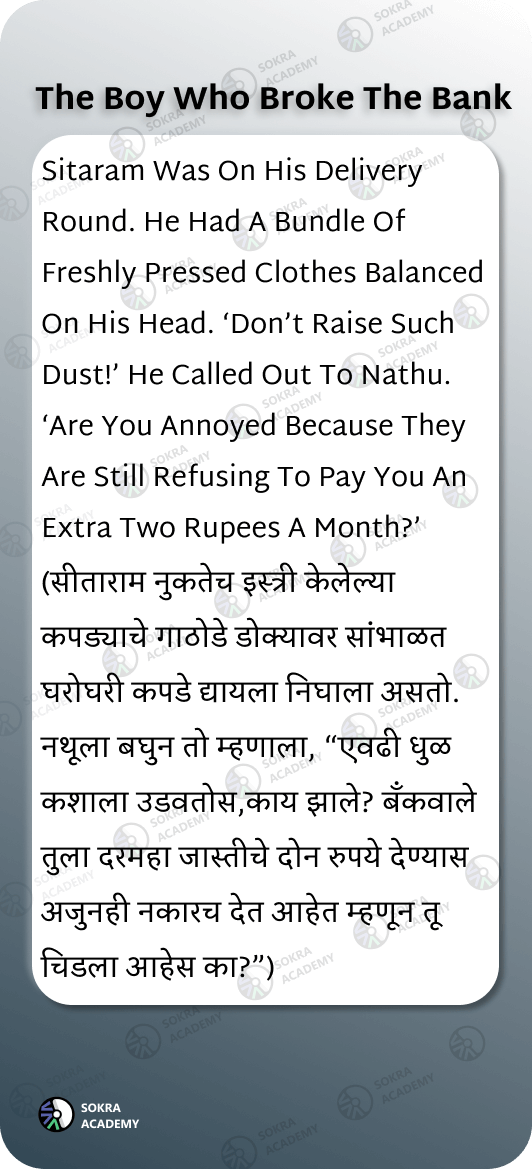 The Boy Who Broke The Bank
Sitaram Was On His Delivery
Round. He Had A Bundle Of
Freshly Pressed Clothes Balanced
On His Head. ‘Don’t Raise Such
Dust!’ He Called Out To Nathu.
‘Are You Annoyed Because They
Are Still Refusing To Pay You An
Extra Two Rupees A Month?’
(सीताराम नुकतेच इस्त्री केलेल्या
कपड्याचे गाठोडे डोक्यावर सांभाळत
घरोघरी कपडे द्यायला निघाला असतो.
नथूला बघुन तो म्हणाला, “एवढी धुळ
कशाला उडवतोस,काय झाले? बँकवाले
तुला दरमहा जास्तीचे दोन रुपये देण्यास
अजुनही नकारच देत आहेत म्हणून तू
चिडला आहेस का?”)
SOKRA
ACADEMY